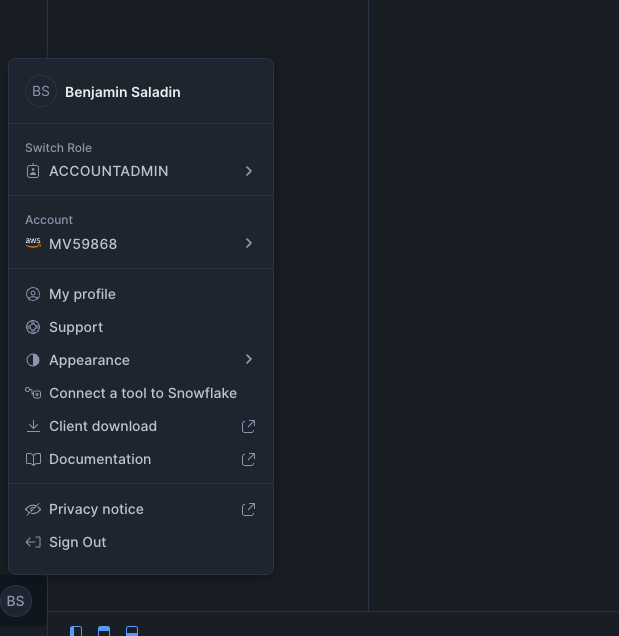 BS
Benjamin Saladin
Switch Role
ACCOUNTADMIN
Account
aws
MV59868
My profile
Support
Appearance
Connect a tool to Snowflake
Client download
Documentation
Privacy notice
Sign Out
BS